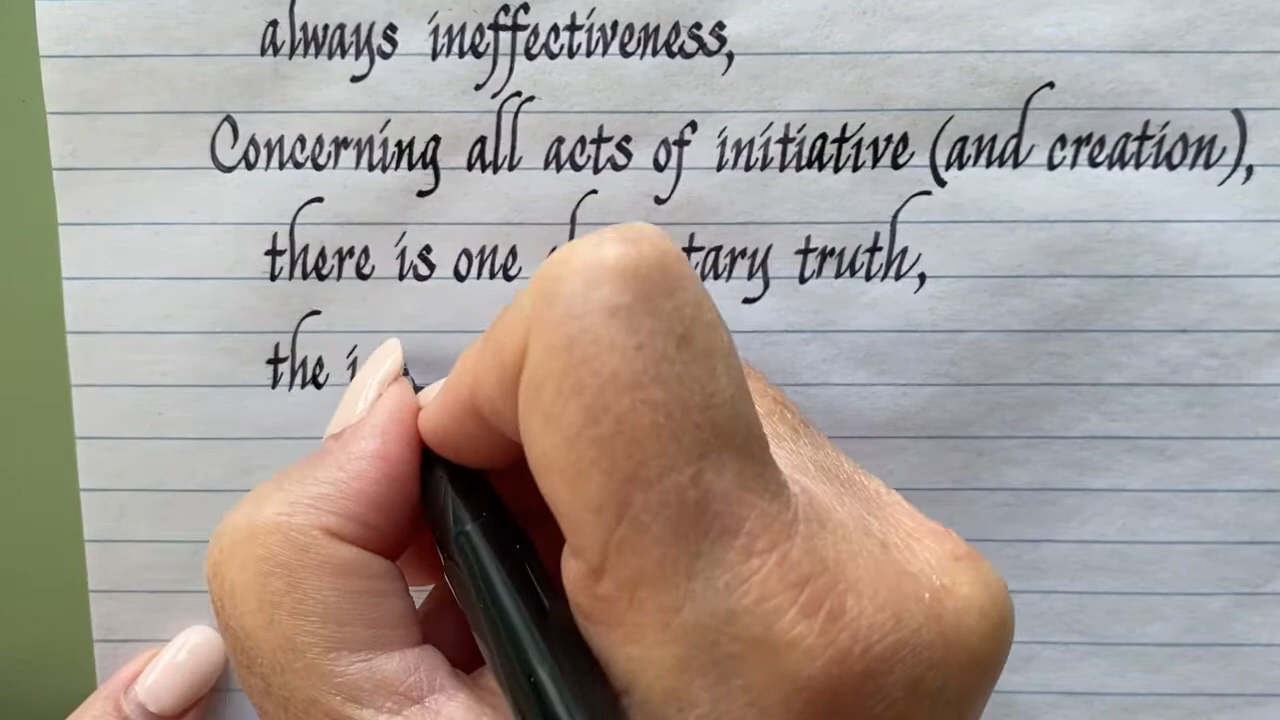 always ineffectiveness,
Concerning all acts of initiative (and creation),
there is one truth,
the